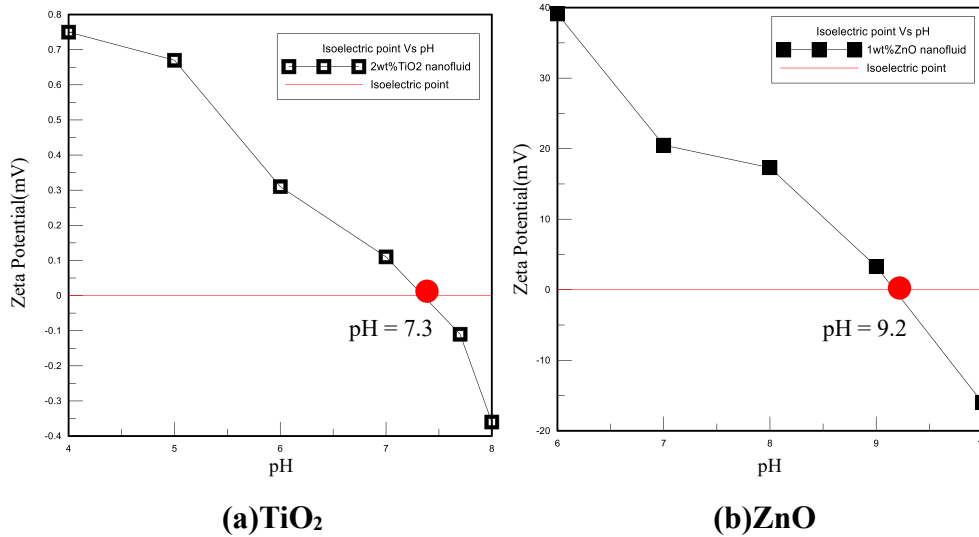 Isoelectric point Vs pH
2wt%TiO2 nanofluid
Isoelectric point
0.8
0.7
0.6
0.5
0.4
0.3
0.2
0.1
0
-0.1
-0.2
-0.3
-0.4
Zeta Potential(mV)
pH = 7.3
4 5 6 7 8
pH
(a)TiO₂
Isoelectric point Vs pH
1wt%ZnO nanofluid
Isoelectric point
40
30
20
10
0
-10
-20
Zeta Potential(mV)
pH = 9.2
6 7 8 9
pH
(b)ZnO